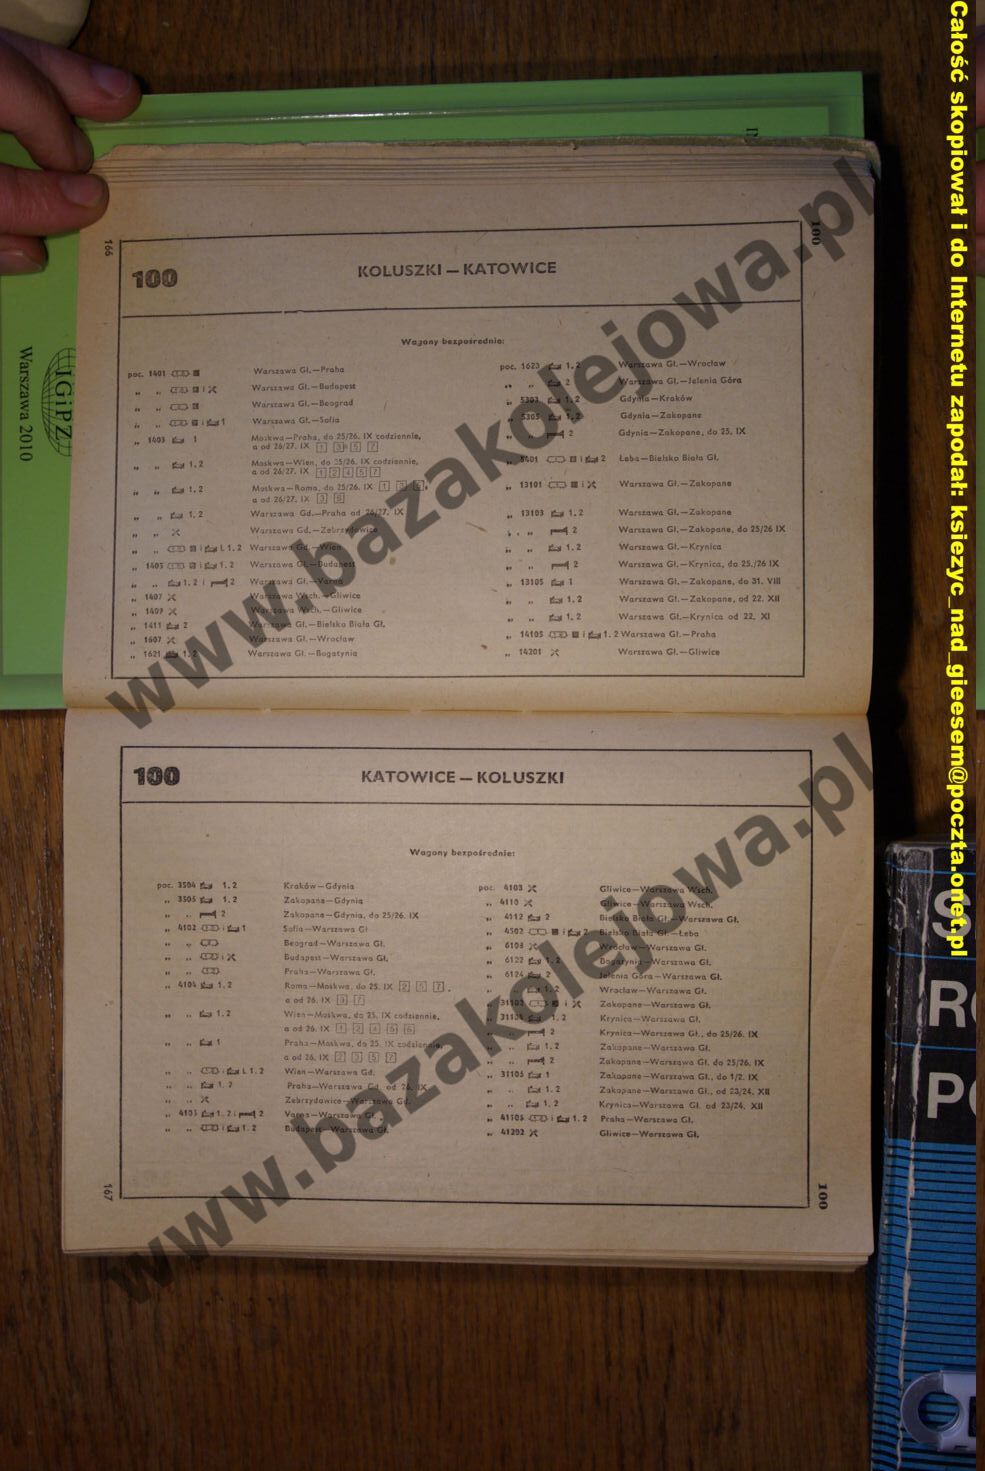 Całość skopiował i do Internetu zapodał: ksiezyc_nad_gieesem@poczta.onet.pl
www.bazakolejowa.pl
IGiPZ
Warszawa 2010
166
100
100
KOLUSZKI — KATOWICE
Wagony bezpośrednie:
poc. 1401 Warszawa Gł.—Praha
„ „ i Warszawa Gł.—Budapest
„ „ Warszawa Gł.—Beograd
„ „ i 1 Warszawa Gł.—Sofia
„ 1403 1 Moskwa—Praha, do 25/26. IX codziennie,
a od 26/27. IX 1 3 5 7
„ „ 1. 2 Moskwa—Wien, do 25/26. IX codziennie,
a od 26/27. IX 1 2 4 5 7
„ „ 1. 2 Moskwa—Roma, do 25/26. IX 1
a od 26/27. IX 3 6
„ „ 1. 2 Warszawa Gd.—Praha od 26/27. IX
„ „ Warszawa Gd.—Zebrzydowice
„ „ i L 1. 2 Warszawa Gd.—Wien
„ 1405 i 1. 2 Warszawa Gł.—Budapest
„ „ 1. 2 i 2 Warszawa Gł.—Varna
„ 1407 Warszawa Wsch.—Gliwice
„ 1409 Warszawa Wsch.—Gliwice
„ 1411 2 Warszawa Gł.—Bielsko Biała Gł.
„ 1607 Warszawa Gł.—Wrocław
„ 1621 1. 2 Warszawa Gł.—Bogatynia
poc. 1623 1. 2 Warszawa Gł.—Wrocław
„ „ 2 Warszawa Gł.—Jelenia Góra
„ 5303 1. 2 Gdynia—Kraków
„ 5305 1. 2 Gdynia—Zakopane
„ „ 2 Gdynia—Zakopane, do 25. IX
„ 5401 i 2 Łeba—Bielsko Biała Gł.
„ 13101 i Warszawa Gł.—Zakopane
„ 13103 1. 2 Warszawa Gł.—Zakopane
„ „ 2 Warszawa Gł.—Zakopane, do 25/26 IX
„ „ 1. 2 Warszawa Gł.—Krynica
„ „ 2 Warszawa Gł.—Krynica, do 25./26 IX
„ 13105 1 Warszawa Gł.—Zakopane, do 31. VIII
„ „ 1. 2 Warszawa Gł.—Zakopane, od 22. XII
„ „ 1. 2 Warszawa Gł.—Krynica od 22. XI
„ 14105 i 1. 2 Warszawa Gł.—Praha
„ 14201 Warszawa Gł.—Gliwice
100
KATOWICE — KOLUSZKI
Wagony bezpośrednie:
poc. 3504 1. 2 Kraków—Gdynia
„ 3505 1. 2 Zakopane—Gdynia
„ „ 2 Zakopane—Gdynia, do 25/26. IX
„ 4102 i 1 Sofia—Warszawa Gł
„ „ Beograd—Warszawa Gł.
„ „ i Budapest—Warszawa Gł.
„ „ Praha—Warszawa Gł.
„ 4104 1. 2 Roma—Moskwa, do 25. IX 2 5 7,
a od 26. IX 3 7
„ „ 1. 2 Wien—Moskwa, do 25. IX codziennie,
a od 26. IX 1 2 4 5 6
„ „ 1 Praha—Moskwa, do 25. IX codziennie,
a od 26. IX 2 3 5 7
„ „ i L 1. 2 Wien—Warszawa Gd.
„ „ 1. 2 Praha—Warszawa Gd. od 26. IX
„ „ Zebrzydowice—Warszawa Gd.
„ 4105 1. 2 i 2 Varna—Warszawa Gł.
„ „ i 1. 2 Budapest—Warszawa Gł.
poc. 4103 Gliwice—Warszawa Wsch.
„ 4110 Gliwice—Warszawa Wsch.
„ 4112 2 Bielsko Biała Gł.—Warszawa Gł.
„ 4502 i 2 Bielsko Biała Gł.—Łeba
„ 6108 Wrocław—Warszawa Gł.
„ 6122 1. 2 Bogatynia—Warszawa Gł.
„ 6124 2 Jelenia Góra—Warszawa Gł.
„ 1. 2 Wrocław—Warszawa Gł.
„ 31102 i Zakopane—Warszawa Gł.
„ 31104 1. 2 Krynica—Warszawa Gł.
„ „ 2 Krynica—Warszawa Gł., do 25/26. IX
„ „ 1. 2 Zakopane—Warszawa Gł.
„ „ 2 Zakopane—Warszawa Gł. do 25/26. IX
„ 31105 1 Zakopane—Warszawa Gł., do 1/2. IX
„ „ 1. 2 Zakopane—Warszawa Gł., od 23/24. XII
„ „ 1. 2 Krynica—Warszawa Gł. od 23/24. XII
„ 41105 i 1. 2 Praha—Warszawa Gł.
„ 41202 Gliwice—Warszawa Gł.
www.bazakolejowa.pl
167
100